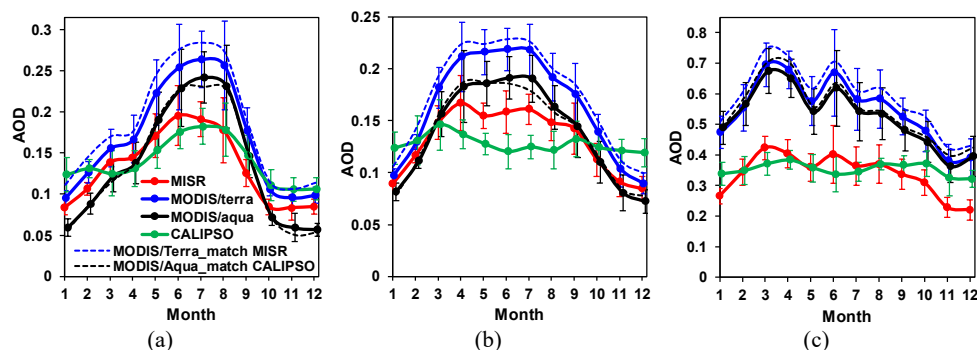 0.3
0.25
0.2
0.15
0.1
0.05
0
AOD
MISR
MODIS/terra
MODIS/aqua
CALIPSO
MODIS/Terra_match MISR
MODIS/Aqua_match CALIPSO
1 2 3 4 5 6 7 8 9 10 11 12
Month
(a)
0.25
0.2
0.15
0.1
0.05
0
AOD
1 2 3 4 5 6 7 8 9 10 11 12
Month
(b)
0.8
0.7
0.6
0.5
0.4
0.3
0.2
0.1
0
AOD
1 2 3 4 5 6 7 8 9 10 11 12
Month
(c)